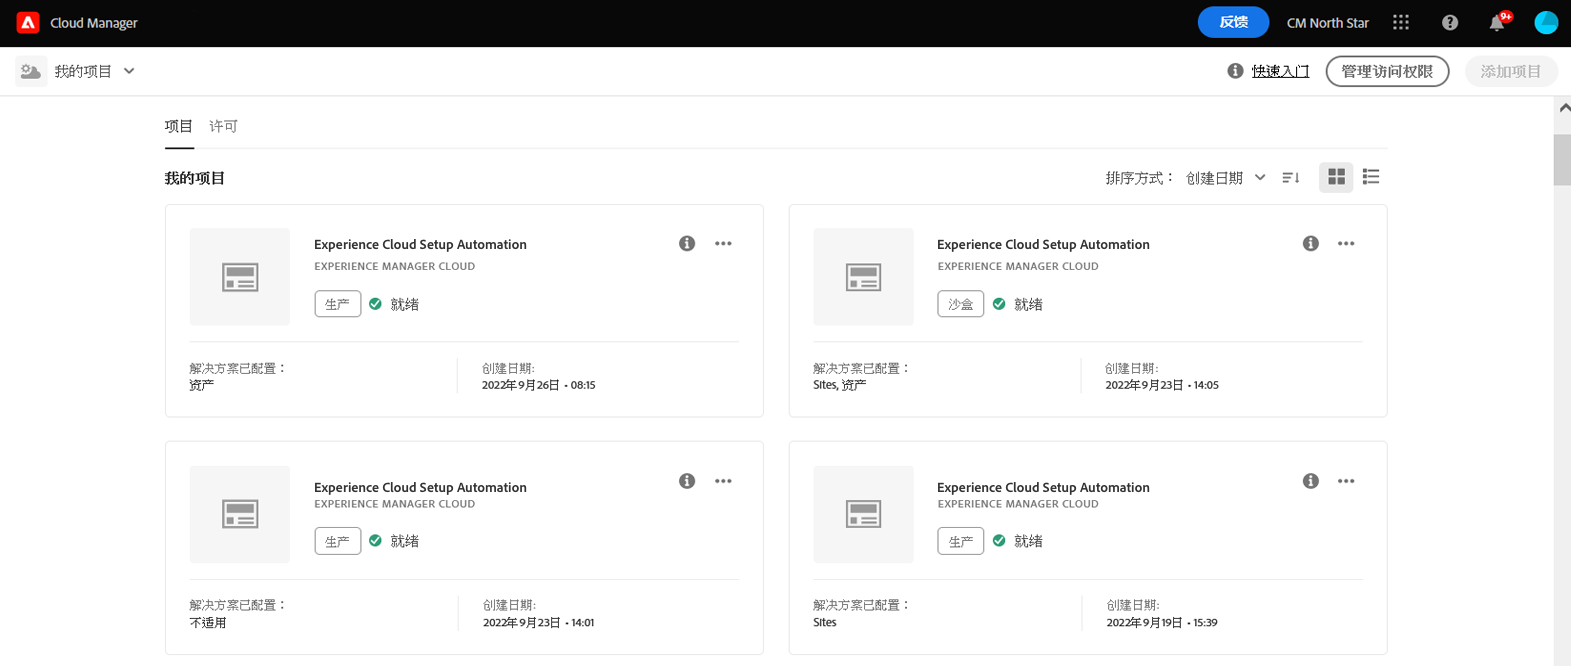 Cloud Manager
反馈
CM North Star
9+
我的项目
快速入门
管理访问权限
添加项目
项目
许可
我的项目
排序方式：
创建日期
Experience Cloud Setup Automation
EXPERIENCE MANAGER CLOUD
生产
就绪
解决方案已配置：
资产
创建日期:
2022年9月26日 • 08:15
Experience Cloud Setup Automation
EXPERIENCE MANAGER CLOUD
沙盒
就绪
解决方案已配置：
Sites, 资产
创建日期:
2022年9月23日 • 14:05
Experience Cloud Setup Automation
EXPERIENCE MANAGER CLOUD
生产
就绪
解决方案已配置：
不适用
创建日期:
2022年9月23日 • 14:01
Experience Cloud Setup Automation
EXPERIENCE MANAGER CLOUD
生产
就绪
解决方案已配置：
Sites
创建日期:
2022年9月19日 • 15:39